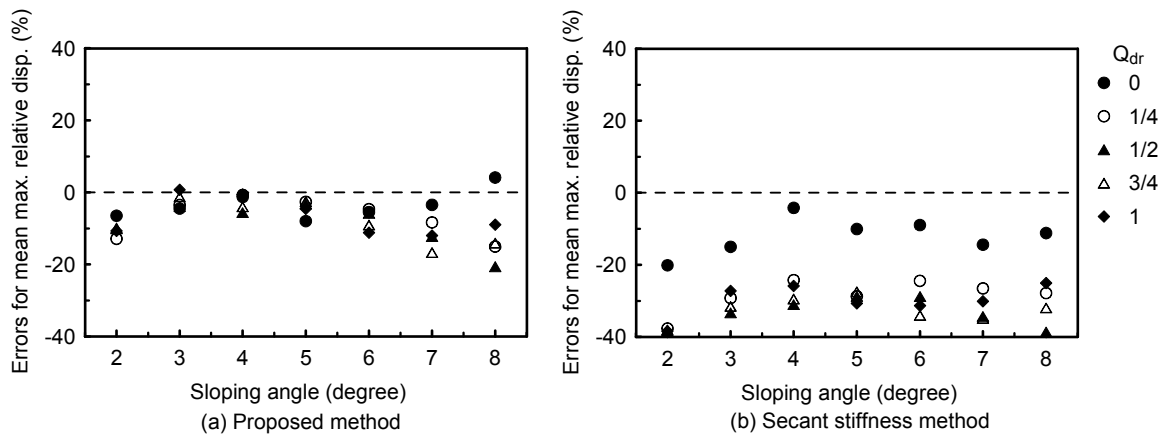 Errors for mean max. relative disp. (%)
40
20
0
-20
-40
2 3 4 5 6 7 8
Sloping angle (degree)
(a) Proposed method
Errors for mean max. relative disp. (%)
40
20
0
-20
-40
2 3 4 5 6 7 8
Sloping angle (degree)
(b) Secant stiffness method
Qdr
0
1/4
1/2
3/4
1